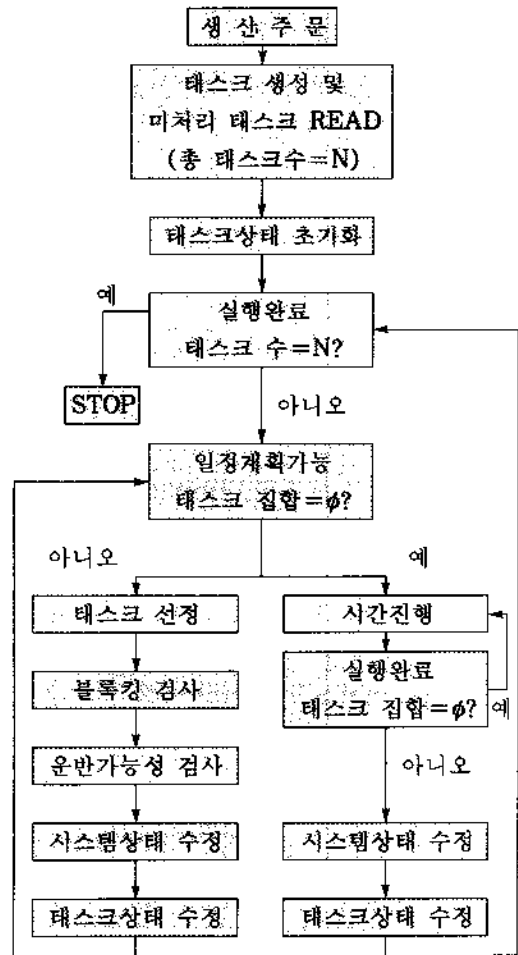 생 산 주 문
태스크 생성 및
미처리 태스크 READ
(총 태스크수=N)
태스크상태 초기화
예
실행완료
태스크 수=N?
STOP
아니오
일정계획가능
태스크 집합=ϕ?
아니오
예
태스크 선정
시간진행
블록킹 검사
실행완료
태스크 집합=ϕ?
예
운반가능성 검사
아니오
시스템상태 수정
시스템상태 수정
태스크상태 수정
태스크상태 수정